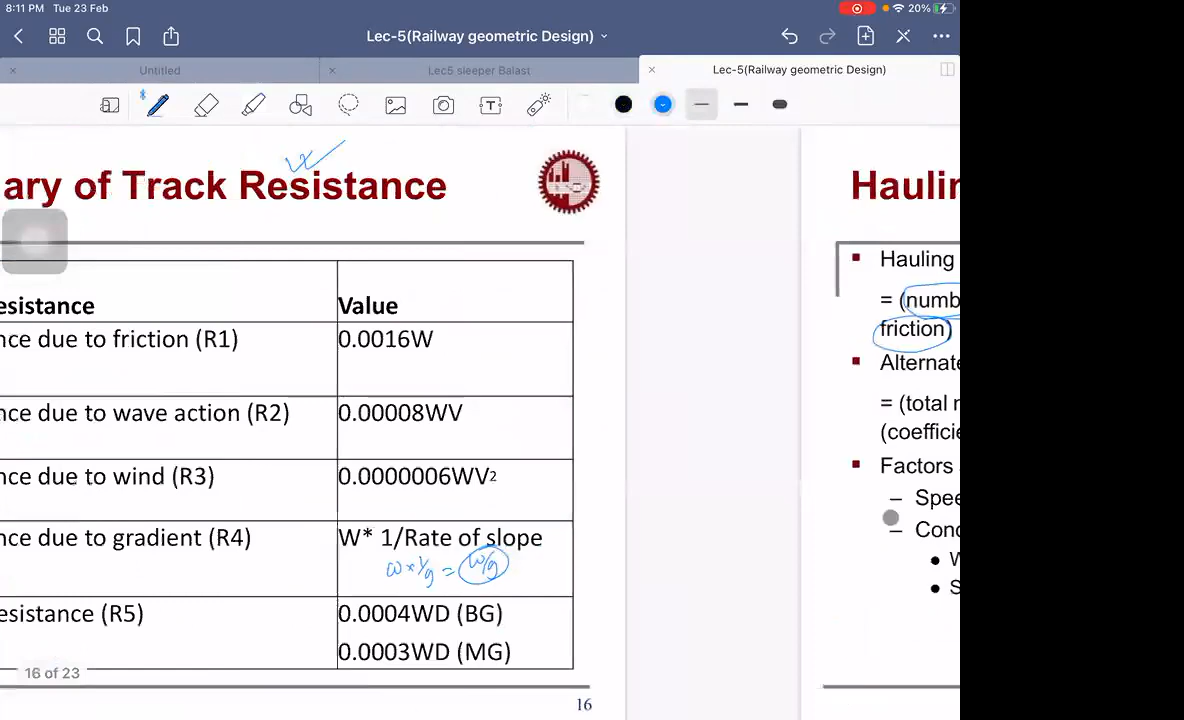 8:11 PM Tue 23 Feb
20%
Lec-5(Railway geometric Design)
Untitled
Lec5 sleeper Balast
Lec-5(Railway geometric Design)
ary of Track Resistance
esistance Value
nce due to friction (R1) 0.0016W
nce due to wave action (R2) 0.00008WV
nce due to wind (R3) 0.0000006WV²
nce due to gradient (R4) W* 1/Rate of slope
w × 1/g = w/g
esistance (R5) 0.0004WD (BG)
0.0003WD (MG)
16 of 23
16
Haulin
Hauling
= (numb
friction)
Alternate
= (total n
(coefficie
Factors
– Spee
– Cond
W
S